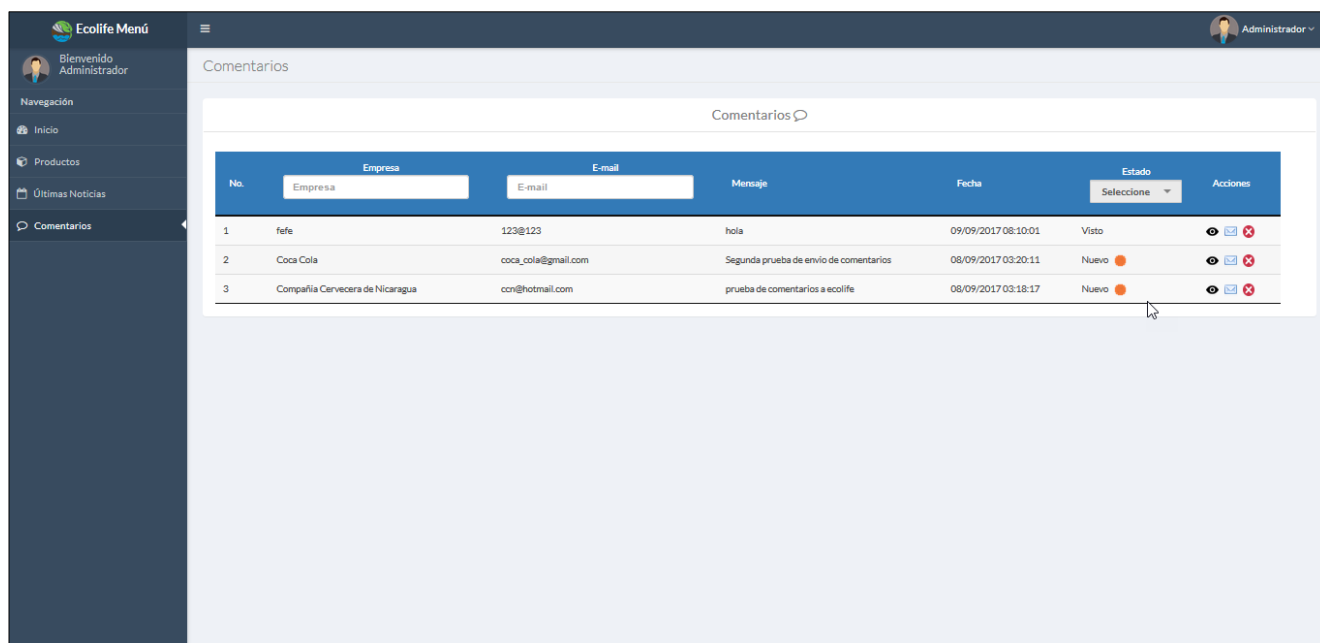 Ecolife Menú
Administrador
Bienvenido
Administrador
Comentarios
Navegación
Inicio
Productos
Últimas Noticias
Comentarios
Comentarios
No.
Empresa
Empresa
E-mail
E-mail
Mensaje
Fecha
Estado
Seleccione
Acciones
1 fefe 123@123 hola 09/09/2017 08:10:01 Visto
2 Coca Cola coca_cola@gmail.com Segunda prueba de envio de comentarios 08/09/2017 03:20:11 Nuevo
3 Compañia Cervecera de Nicaragua ccn@hotmail.com prueba de comentarios a ecolife 08/09/2017 03:18:17 Nuevo